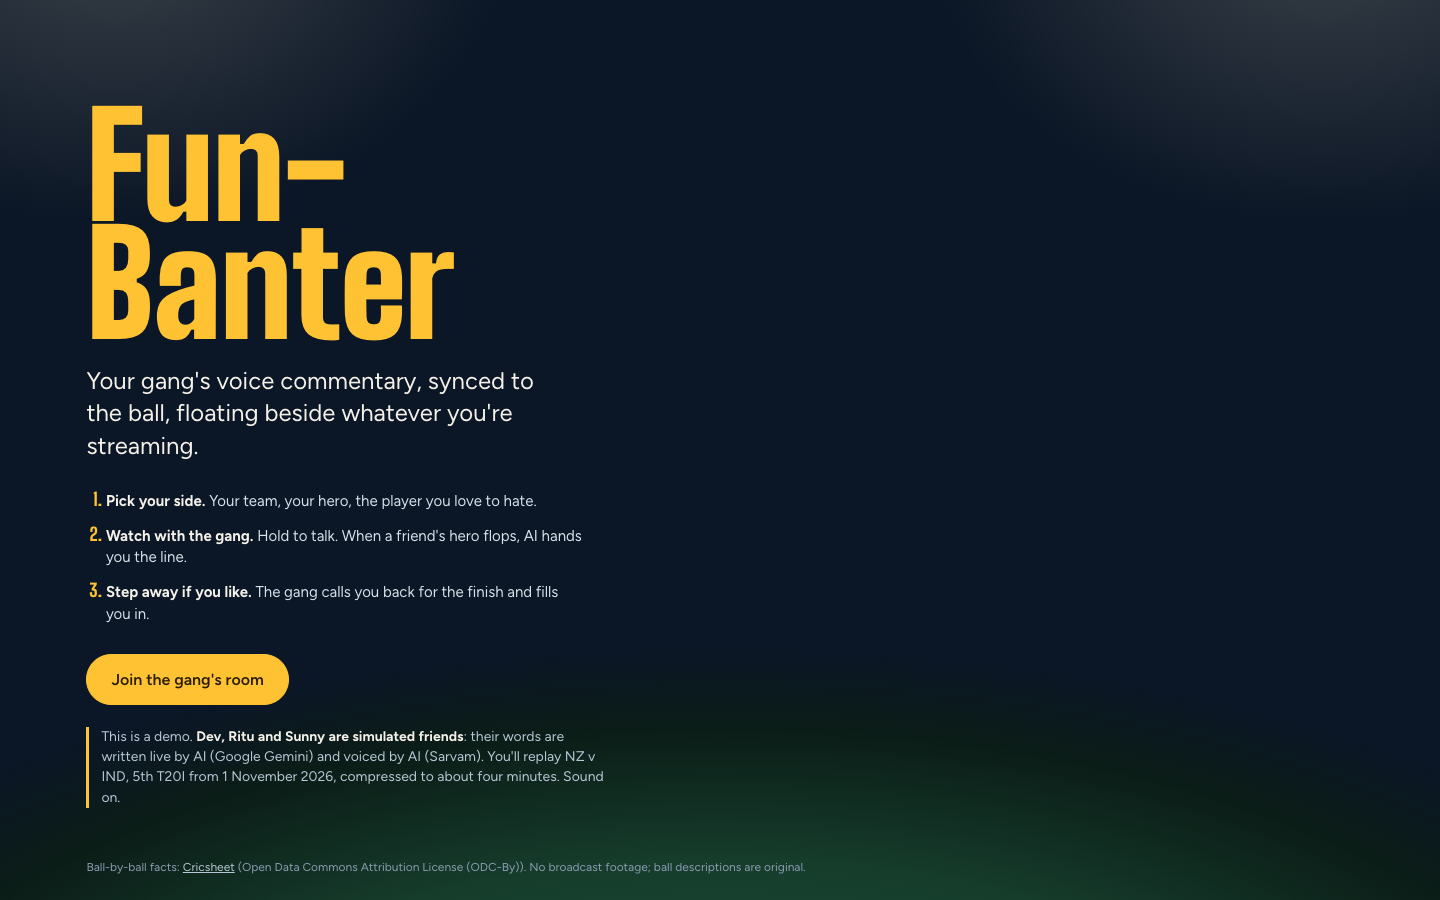 Fun-
Banter
Your gang's voice commentary, synced to
the ball, floating beside whatever you're
streaming.
1. Pick your side. Your team, your hero, the player you love to hate.
2. Watch with the gang. Hold to talk. When a friend's hero flops, AI hands
you the line.
3. Step away if you like. The gang calls you back for the finish and fills
you in.
Join the gang's room
This is a demo. Dev, Ritu and Sunny are simulated friends: their words are
written live by AI (Google Gemini) and voiced by AI (Sarvam). You'll replay NZ v
IND, 5th T20I from 1 November 2026, compressed to about four minutes. Sound
on.
Ball-by-ball facts: Cricsheet (Open Data Commons Attribution License (ODC-By)). No broadcast footage; ball descriptions are original.